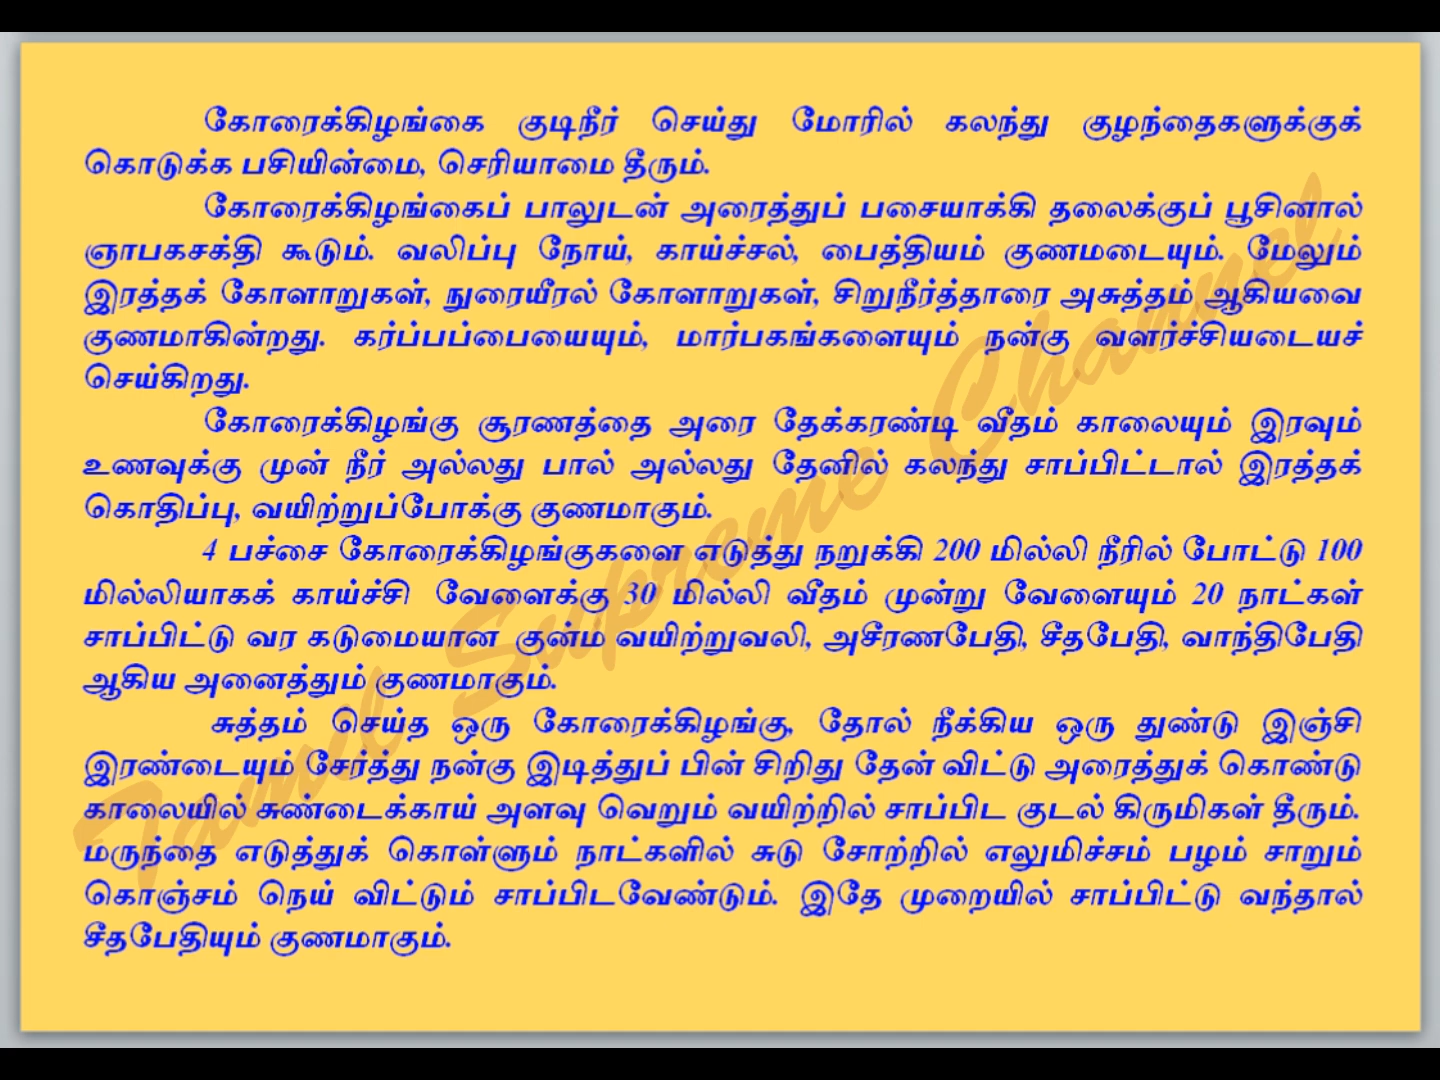 கோரைக்கிழங்கை குடிநீர் செய்து மோரில் கலந்து குழந்தைகளுக்குக்
கொடுக்க பசியின்மை, செரியாமை தீரும்.
கோரைக்கிழங்கைப் பாலுடன் அரைத்துப் பசையாக்கி தலைக்குப் பூசினால்
ஞாபகசக்தி கூடும். வலிப்பு நோய், காய்ச்சல், பைத்தியம் குணமடையும். மேலும்
இரத்தக் கோளாறுகள், நுரையீரல் கோளாறுகள், சிறுநீர்த்தாரை அசுத்தம் ஆகியவை
குணமாகின்றது. கர்ப்பப்பையையும், மார்பகங்களையும் நன்கு வளர்ச்சியடையச்
செய்கிறது.
கோரைக்கிழங்கு சூரணத்தை அரை தேக்கரண்டி வீதம் காலையும் இரவும்
உணவுக்கு முன் நீர் அல்லது பால் அல்லது தேனில் கலந்து சாப்பிட்டால் இரத்தக்
கொதிப்பு, வயிற்றுப்போக்கு குணமாகும்.
4 பச்சை கோரைக்கிழங்குகளை எடுத்து நறுக்கி 200 மில்லி நீரில் போட்டு 100
மில்லியாகக் காய்ச்சி வேளைக்கு 30 மில்லி வீதம் முன்று வேளையும் 20 நாட்கள்
சாப்பிட்டு வர கடுமையான குன்ம வயிற்றுவலி, அசீரணபேதி, சீதபேதி, வாந்திபேதி
ஆகிய அனைத்தும் குணமாகும்.
சுத்தம் செய்த ஒரு கோரைக்கிழங்கு, தோல் நீக்கிய ஒரு துண்டு இஞ்சி
இரண்டையும் சேர்த்து நன்கு இடித்துப் பின் சிறிது தேன் விட்டு அரைத்துக் கொண்டு
காலையில் சுண்டைக்காய் அளவு வெறும் வயிற்றில் சாப்பிட குடல் கிருமிகள் தீரும்.
மருந்தை எடுத்துக் கொள்ளும் நாட்களில் சுடு சோற்றில் எலுமிச்சம் பழம் சாறும்
கொஞ்சம் நெய் விட்டும் சாப்பிடவேண்டும். இதே முறையில் சாப்பிட்டு வந்தால்
சீதபேதியும் குணமாகும்.
Tamel Supreme Channel